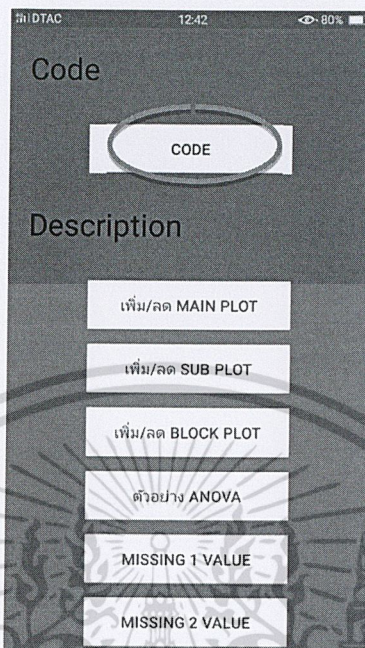 DTAC 12:42 80%
Code
CODE
Description
เพิ่ม/ลด MAIN PLOT
เพิ่ม/ลด SUB PLOT
เพิ่ม/ลด BLOCK PLOT
ตัวอย่าง ANOVA
MISSING 1 VALUE
MISSING 2 VALUE